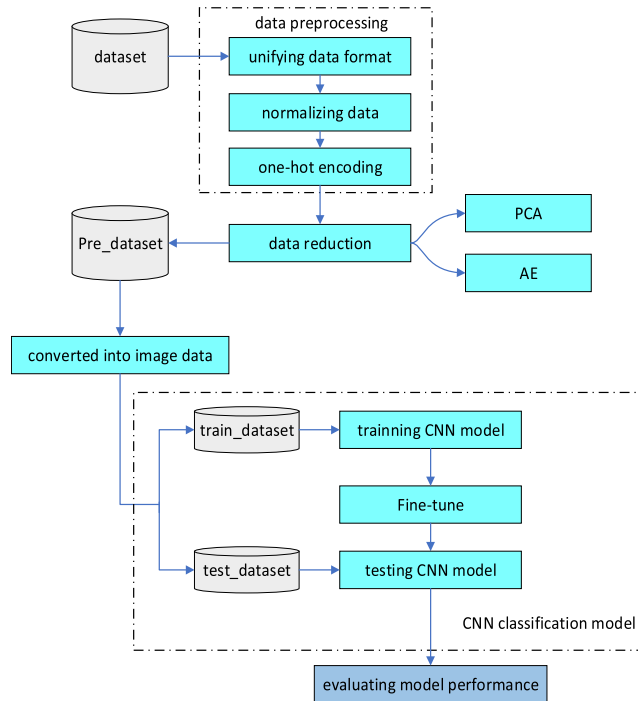 data preprocessing
dataset
unifying data format
normalizing data
one-hot encoding
PCA
Pre_dataset
data reduction
AE
converted into image data
train_dataset
trainning CNN model
Fine-tune
test_dataset
testing CNN model
CNN classification model
evaluating model performance